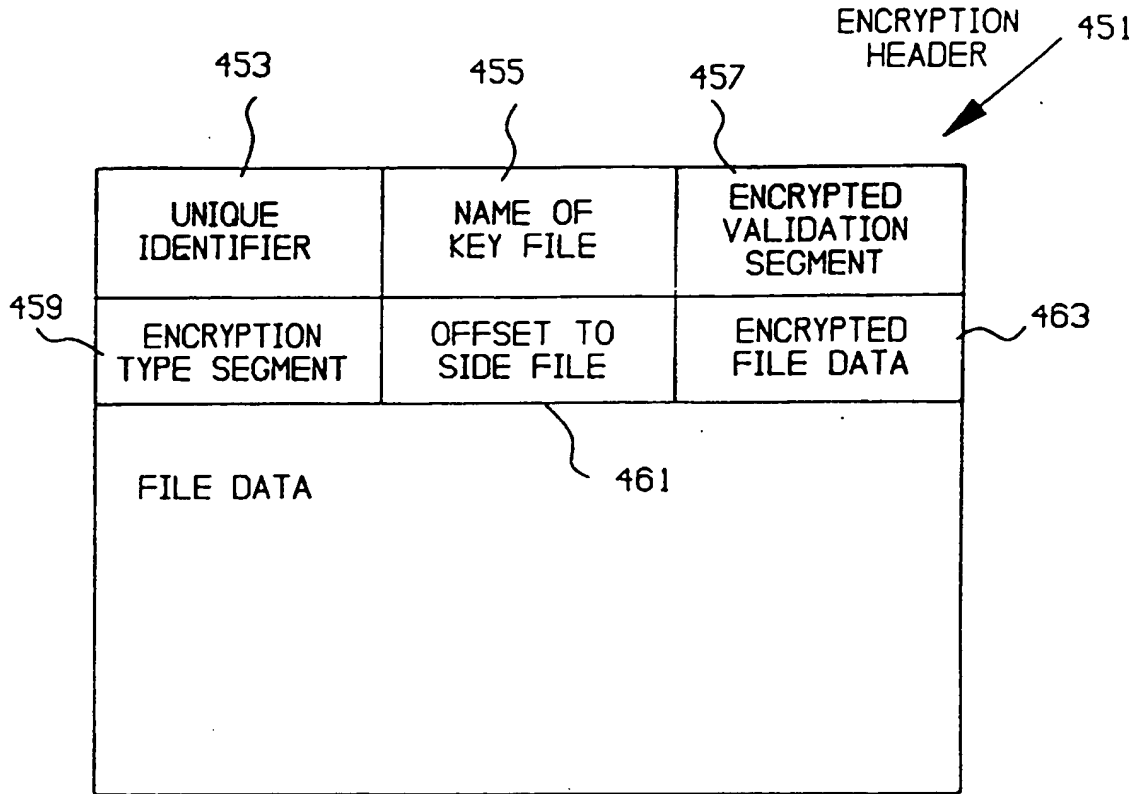 ENCRYPTION
HEADER
451
453
455
457
UNIQUE
IDENTIFIER
NAME OF
KEY FILE
ENCRYPTED
VALIDATION
SEGMENT
459
ENCRYPTION
TYPE SEGMENT
OFFSET TO
SIDE FILE
ENCRYPTED
FILE DATA
463
461
FILE DATA